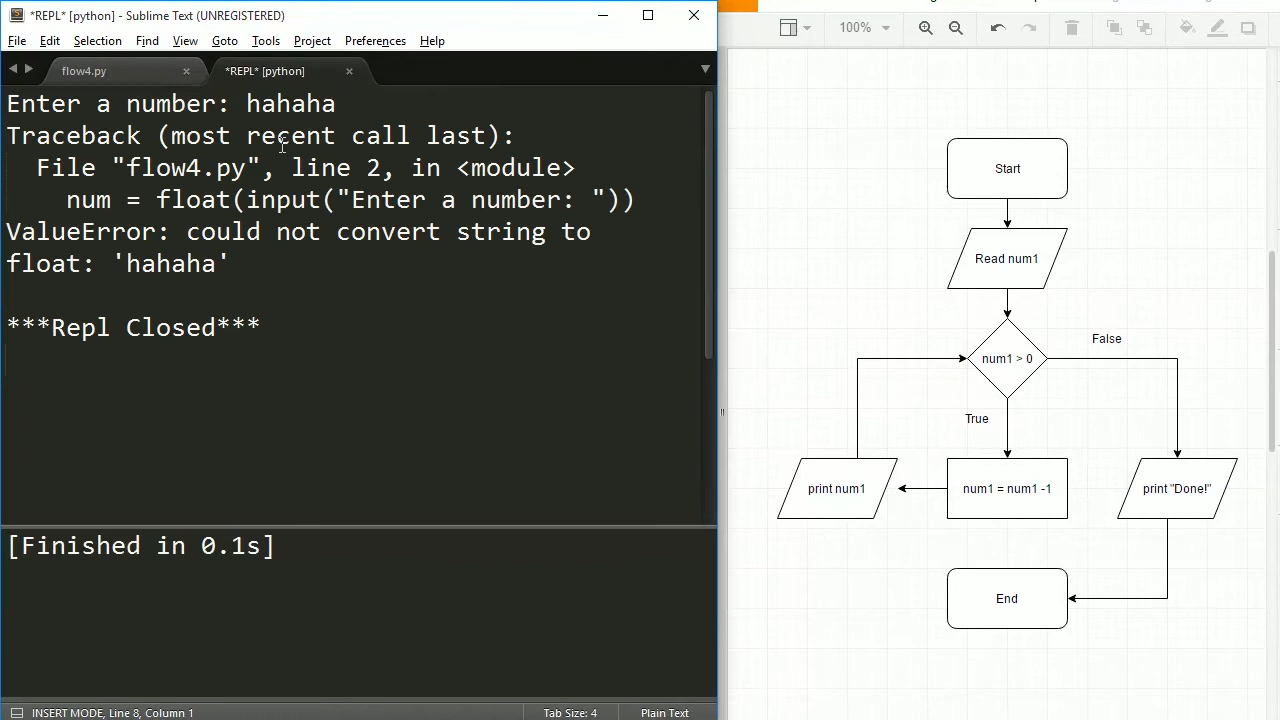 *REPL* [python] - Sublime Text (UNREGISTERED)
File Edit Selection Find View Goto Tools Project Preferences Help
flow4.py
*REPL* [python]
Enter a number: hahaha
Traceback (most recent call last):
File "flow4.py", line 2, in <module>
num = float(input("Enter a number: "))
ValueError: could not convert string to
float: 'hahaha'
***Repl Closed***
[Finished in 0.1s]
INSERT MODE, Line 8, Column 1
Tab Size: 4
Plain Text
100%
Start
Read num1
num1 > 0
False
True
print num1
num1 = num1 -1
print "Done!"
End